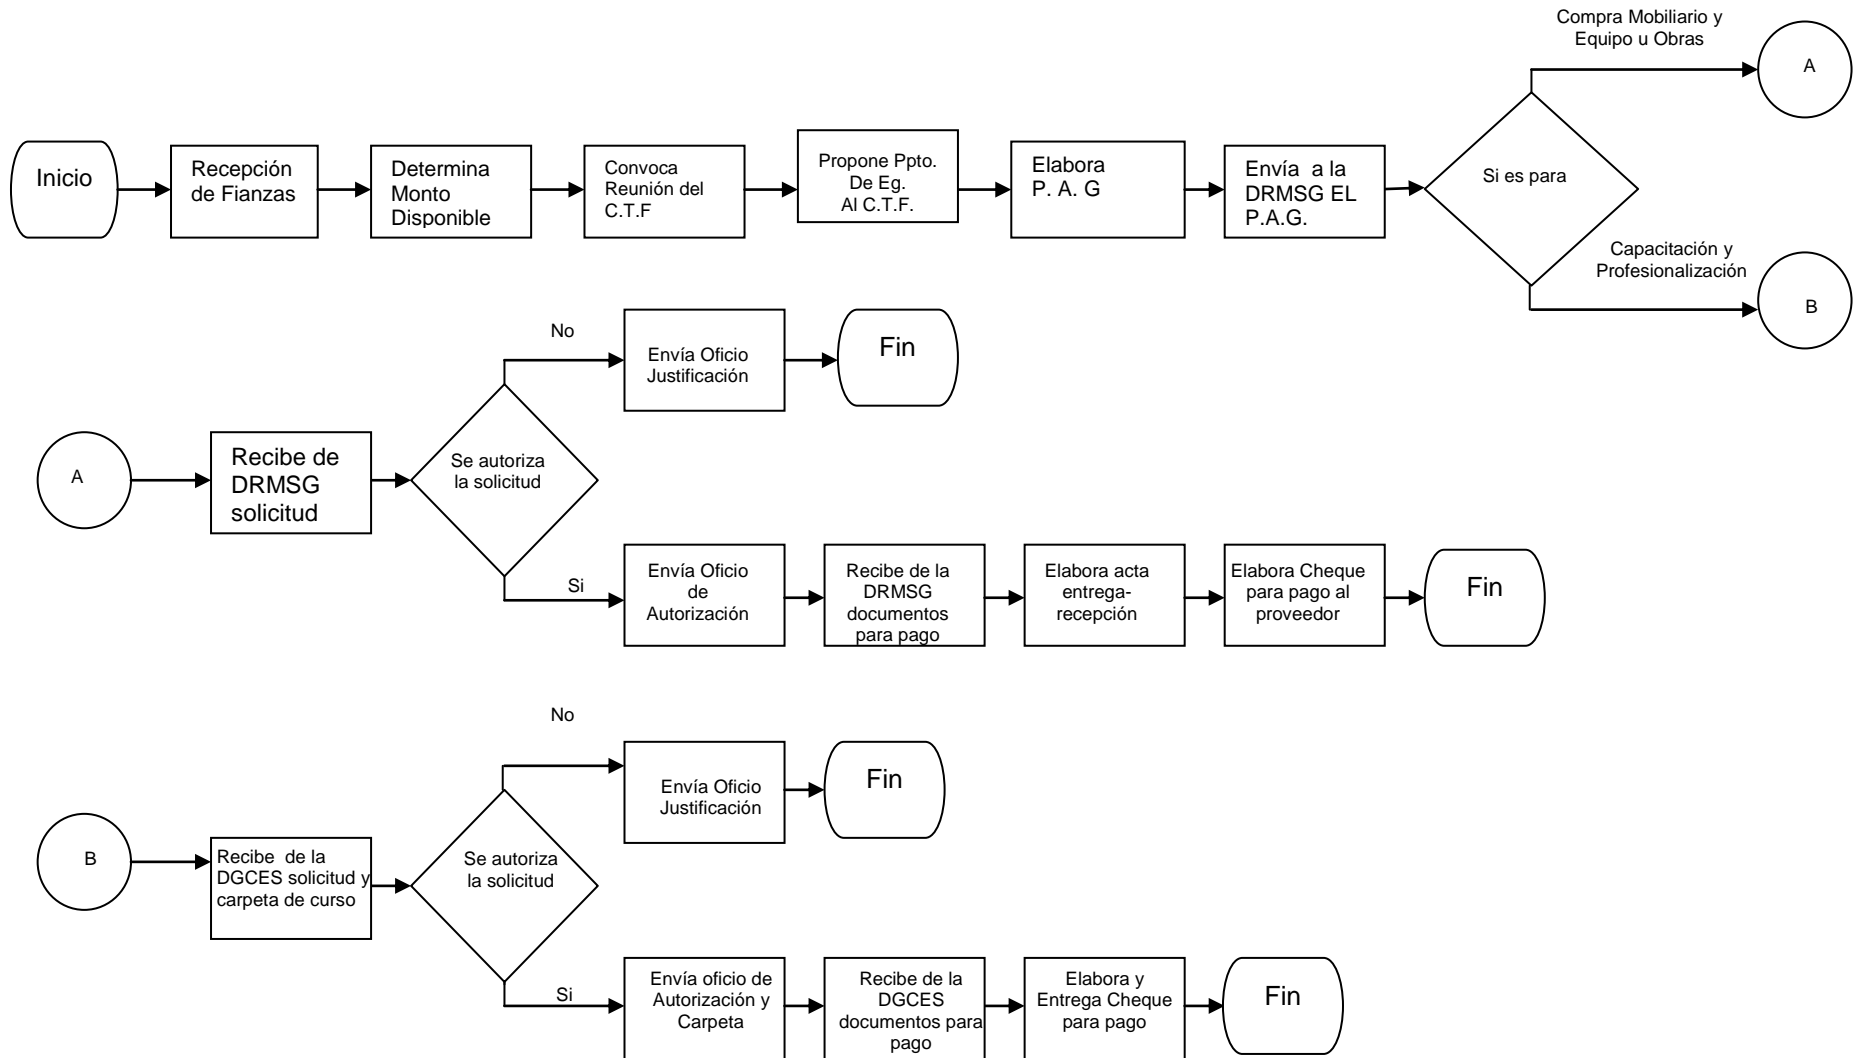 Compra Mobiliario y
Equipo u Obras
A
Inicio
Recepción
de Fianzas
Determina
Monto
Disponible
Convoca
Reunión del
C.T.F
Propone Ppto.
De Eg.
Al C.T.F.
Elabora
P. A. G
Envía a la
DRMSG EL
P.A.G.
Si es para
Capacitación y
Profesionalización
B
No
Envía Oficio
Justificación
Fin
A
Recibe de
DRMSG
solicitud
Se autoriza
la solicitud
Si
Envía Oficio
de
Autorización
Recibe de la
DRMSG
documentos
para pago
Elabora acta
entrega-
recepción
Elabora Cheque
para pago al
proveedor
Fin
No
Envía Oficio
Justificación
Fin
B
Recibe de la
DGCES solicitud y
carpeta de curso
Se autoriza
la solicitud
Si
Envía oficio de
Autorización y
Carpeta
Recibe de la
DGCES
documentos para
pago
Elabora y
Entrega Cheque
para pago
Fin